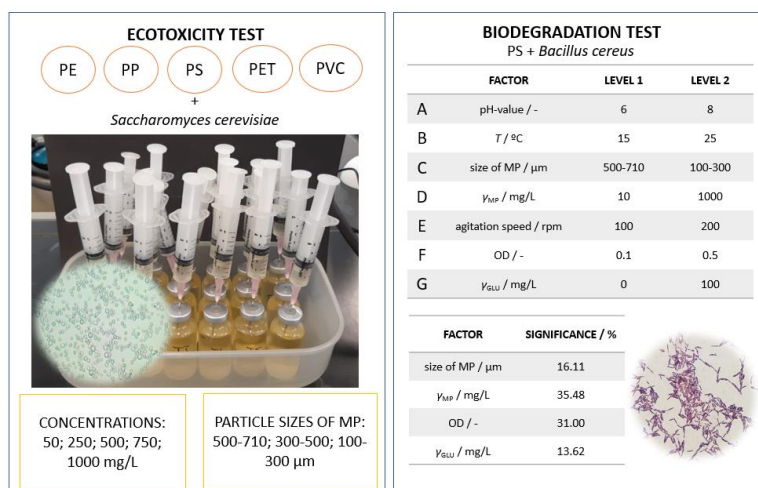 ECOTOXICITY TEST
PE PP PS PET PVC
+
Saccharomyces cerevisiae
CONCENTRATIONS:
50; 250; 500; 750;
1000 mg/L
PARTICLE SIZES OF MP:
500-710; 300-500; 100-
300 µm
BIODEGRADATION TEST
PS + Bacillus cereus
FACTOR LEVEL 1 LEVEL 2
A pH-value / - 6 8
B T / ºC 15 25
C size of MP / µm 500-710 100-300
D γMP / mg/L 10 1000
E agitation speed / rpm 100 200
F OD / - 0.1 0.5
G γGLU / mg/L 0 100
FACTOR SIGNIFICANCE / %
size of MP / µm 16.11
γMP / mg/L 35.48
OD / - 31.00
γGLU / mg/L 13.62